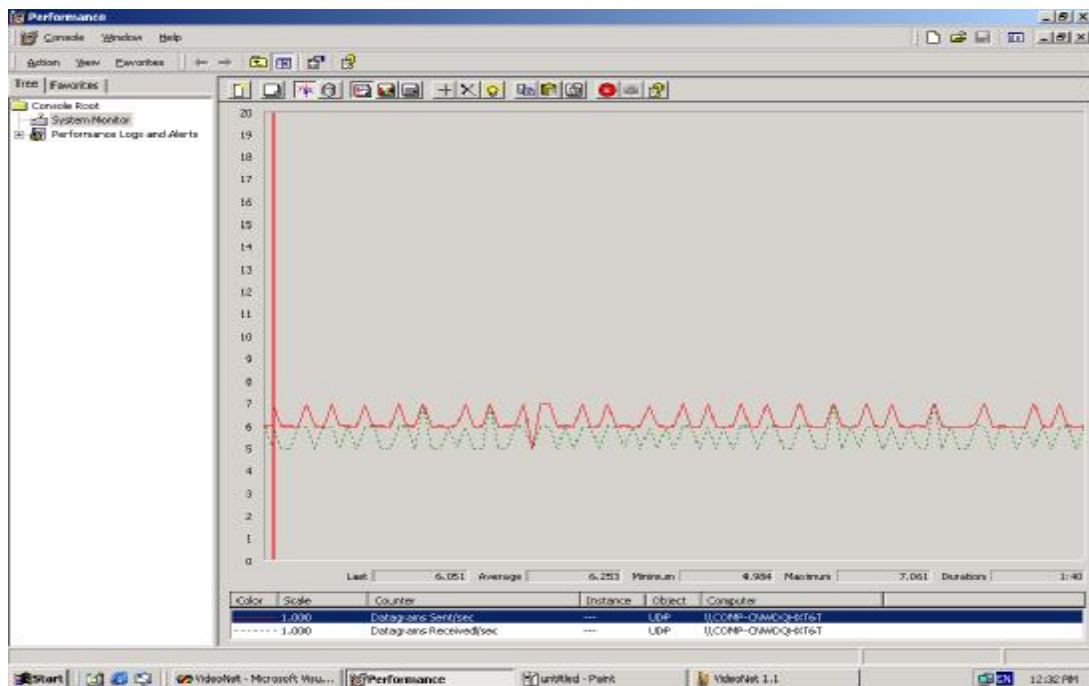 Performance
Console Window Help
Action View Favorites
Tree Favorites
Console Root
System Monitor
Performance Logs and Alerts
20
19
18
17
16
15
14
13
12
11
10
9
8
7
6
5
4
3
2
1
0
Last 6.051 Average 6.253 Minimum 4.984 Maximum 7.061 Duration 1:40
Color Scale Counter Instance Object Computer
1.000 Datagrams Sent/sec --- UDP
1.000 Datagrams Received/sec --- UDP
Start VideoNet - Microsoft Visu... Performance untitled - Paint VideoNet 1.1 EN 12:32 PM